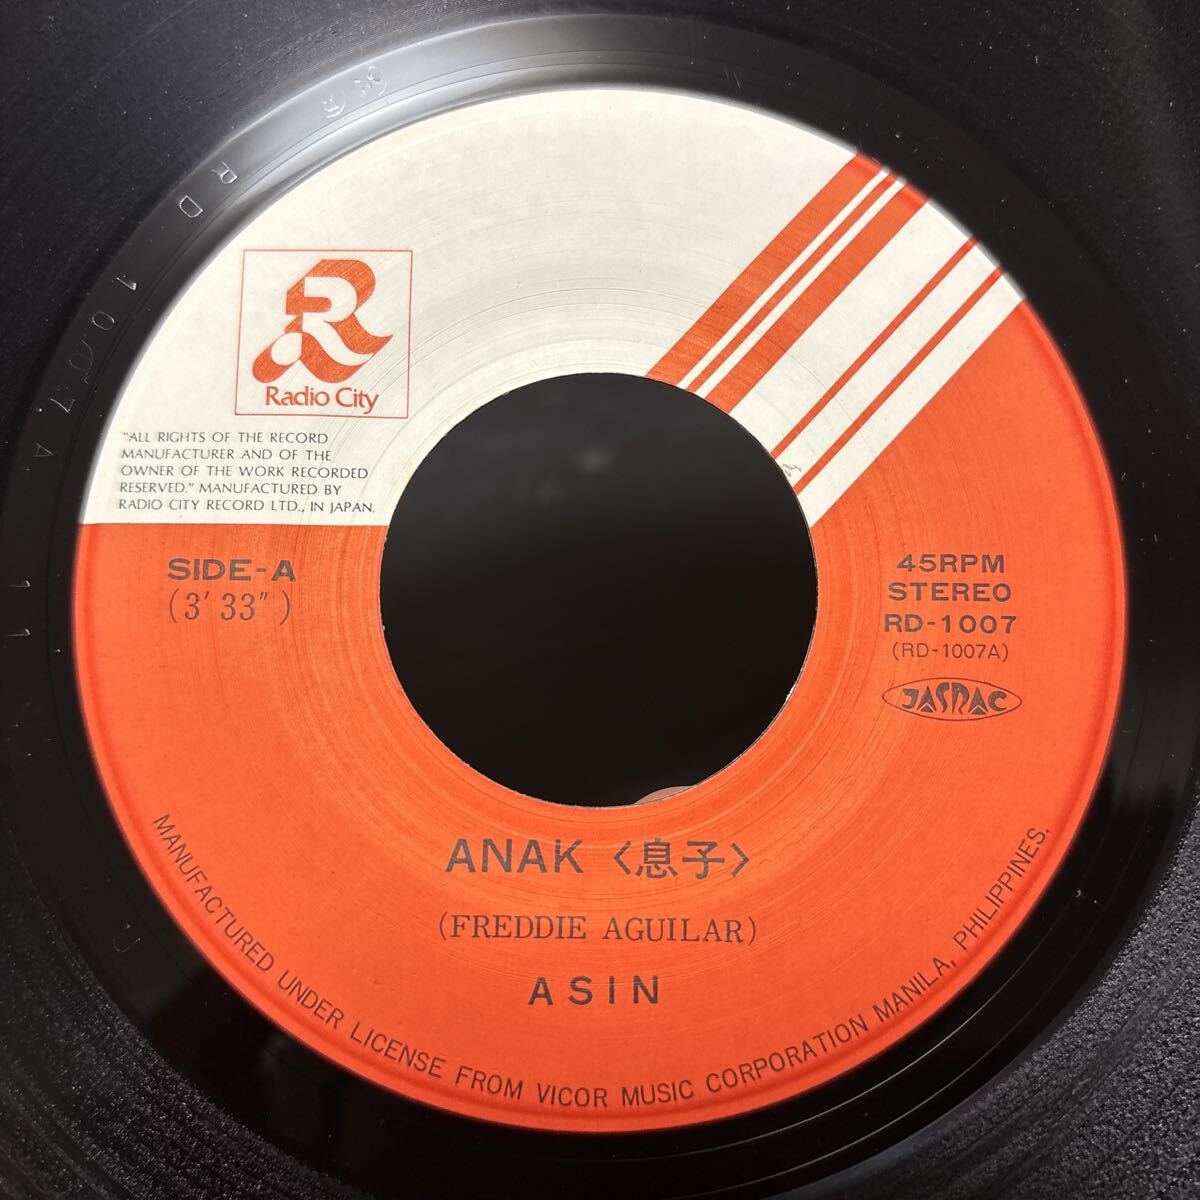 R
Radio City
"ALL RIGHTS OF THE RECORD
MANUFACTURER AND OF THE
OWNER OF THE WORK RECORDED
RESERVED." MANUFACTURED BY
RADIO CITY RECORD LTD., IN JAPAN.
SIDE-A
(3′33″)
45RPM
STEREO
RD-1007
(RD-1007A)
JASRAC
ANAK〈息子〉
(FREDDIE AGUILAR)
ASIN
MANUFACTURED UNDER LICENSE FROM VICOR MUSIC CORPORATION MANILA, PHILIPPINES.
RD1007A11